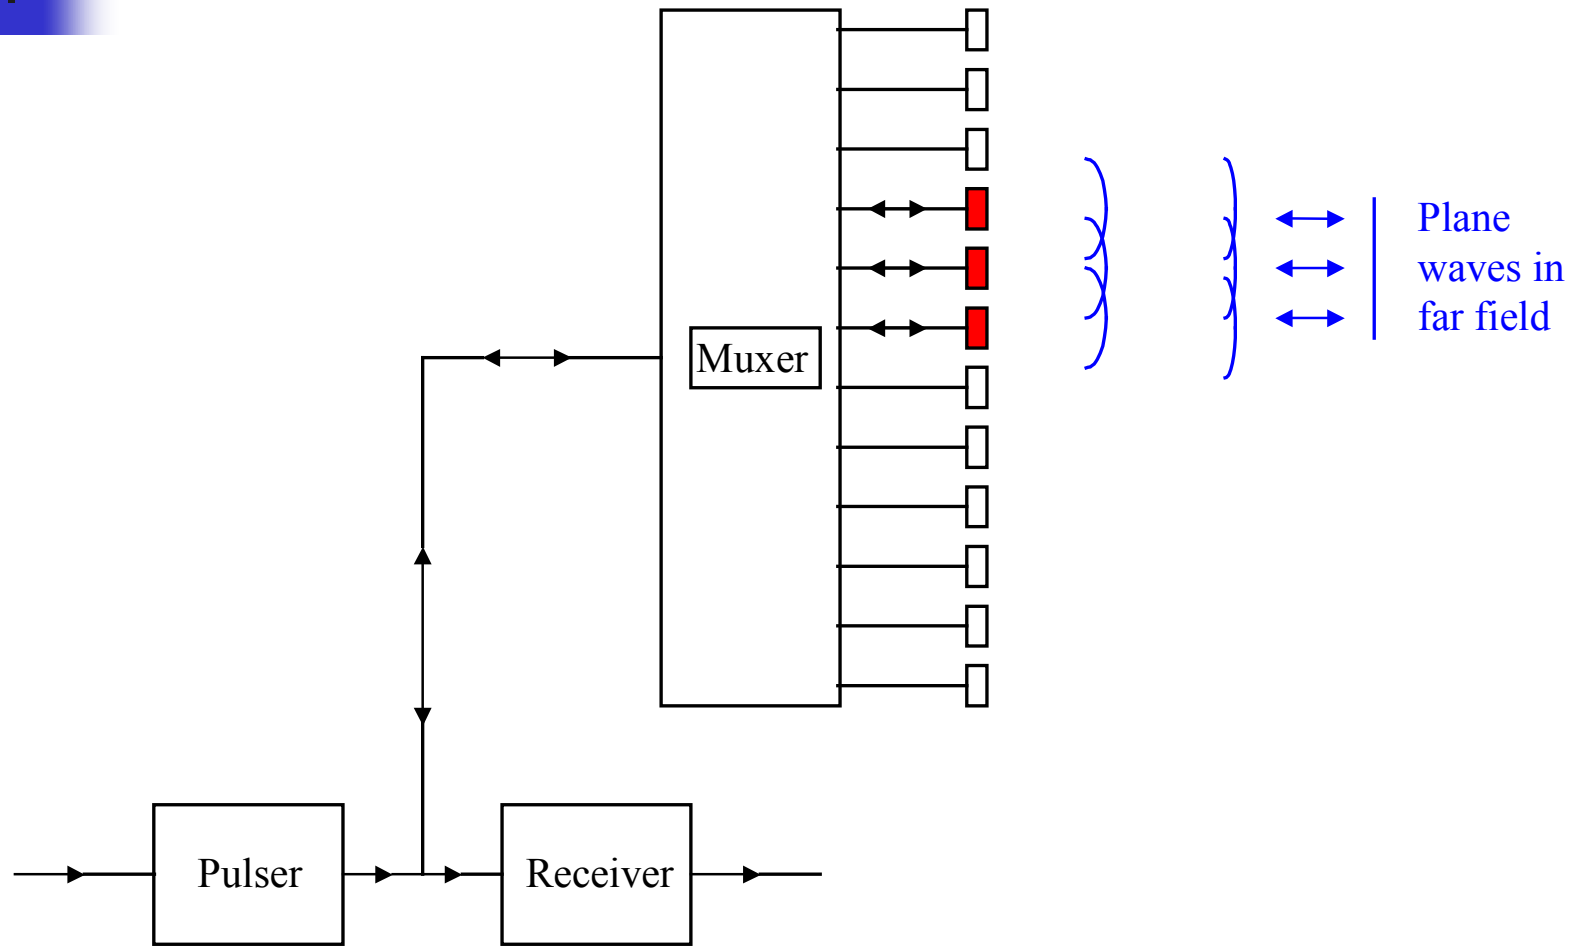 Muxer
Plane
waves in
far field
Pulser
Receiver